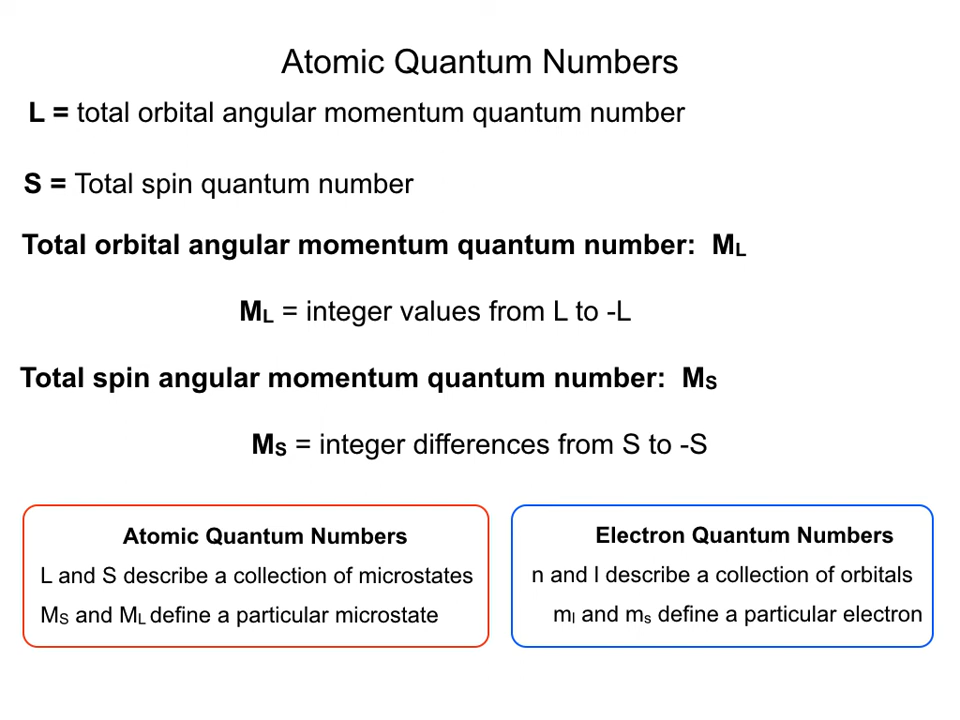 Atomic Quantum Numbers
L = total orbital angular momentum quantum number
S = Total spin quantum number
Total orbital angular momentum quantum number: ML
ML = integer values from L to -L
Total spin angular momentum quantum number: MS
MS = integer differences from S to -S
Atomic Quantum Numbers
L and S describe a collection of microstates
MS and ML define a particular microstate
Electron Quantum Numbers
n and l describe a collection of orbitals
ml and ms define a particular electron